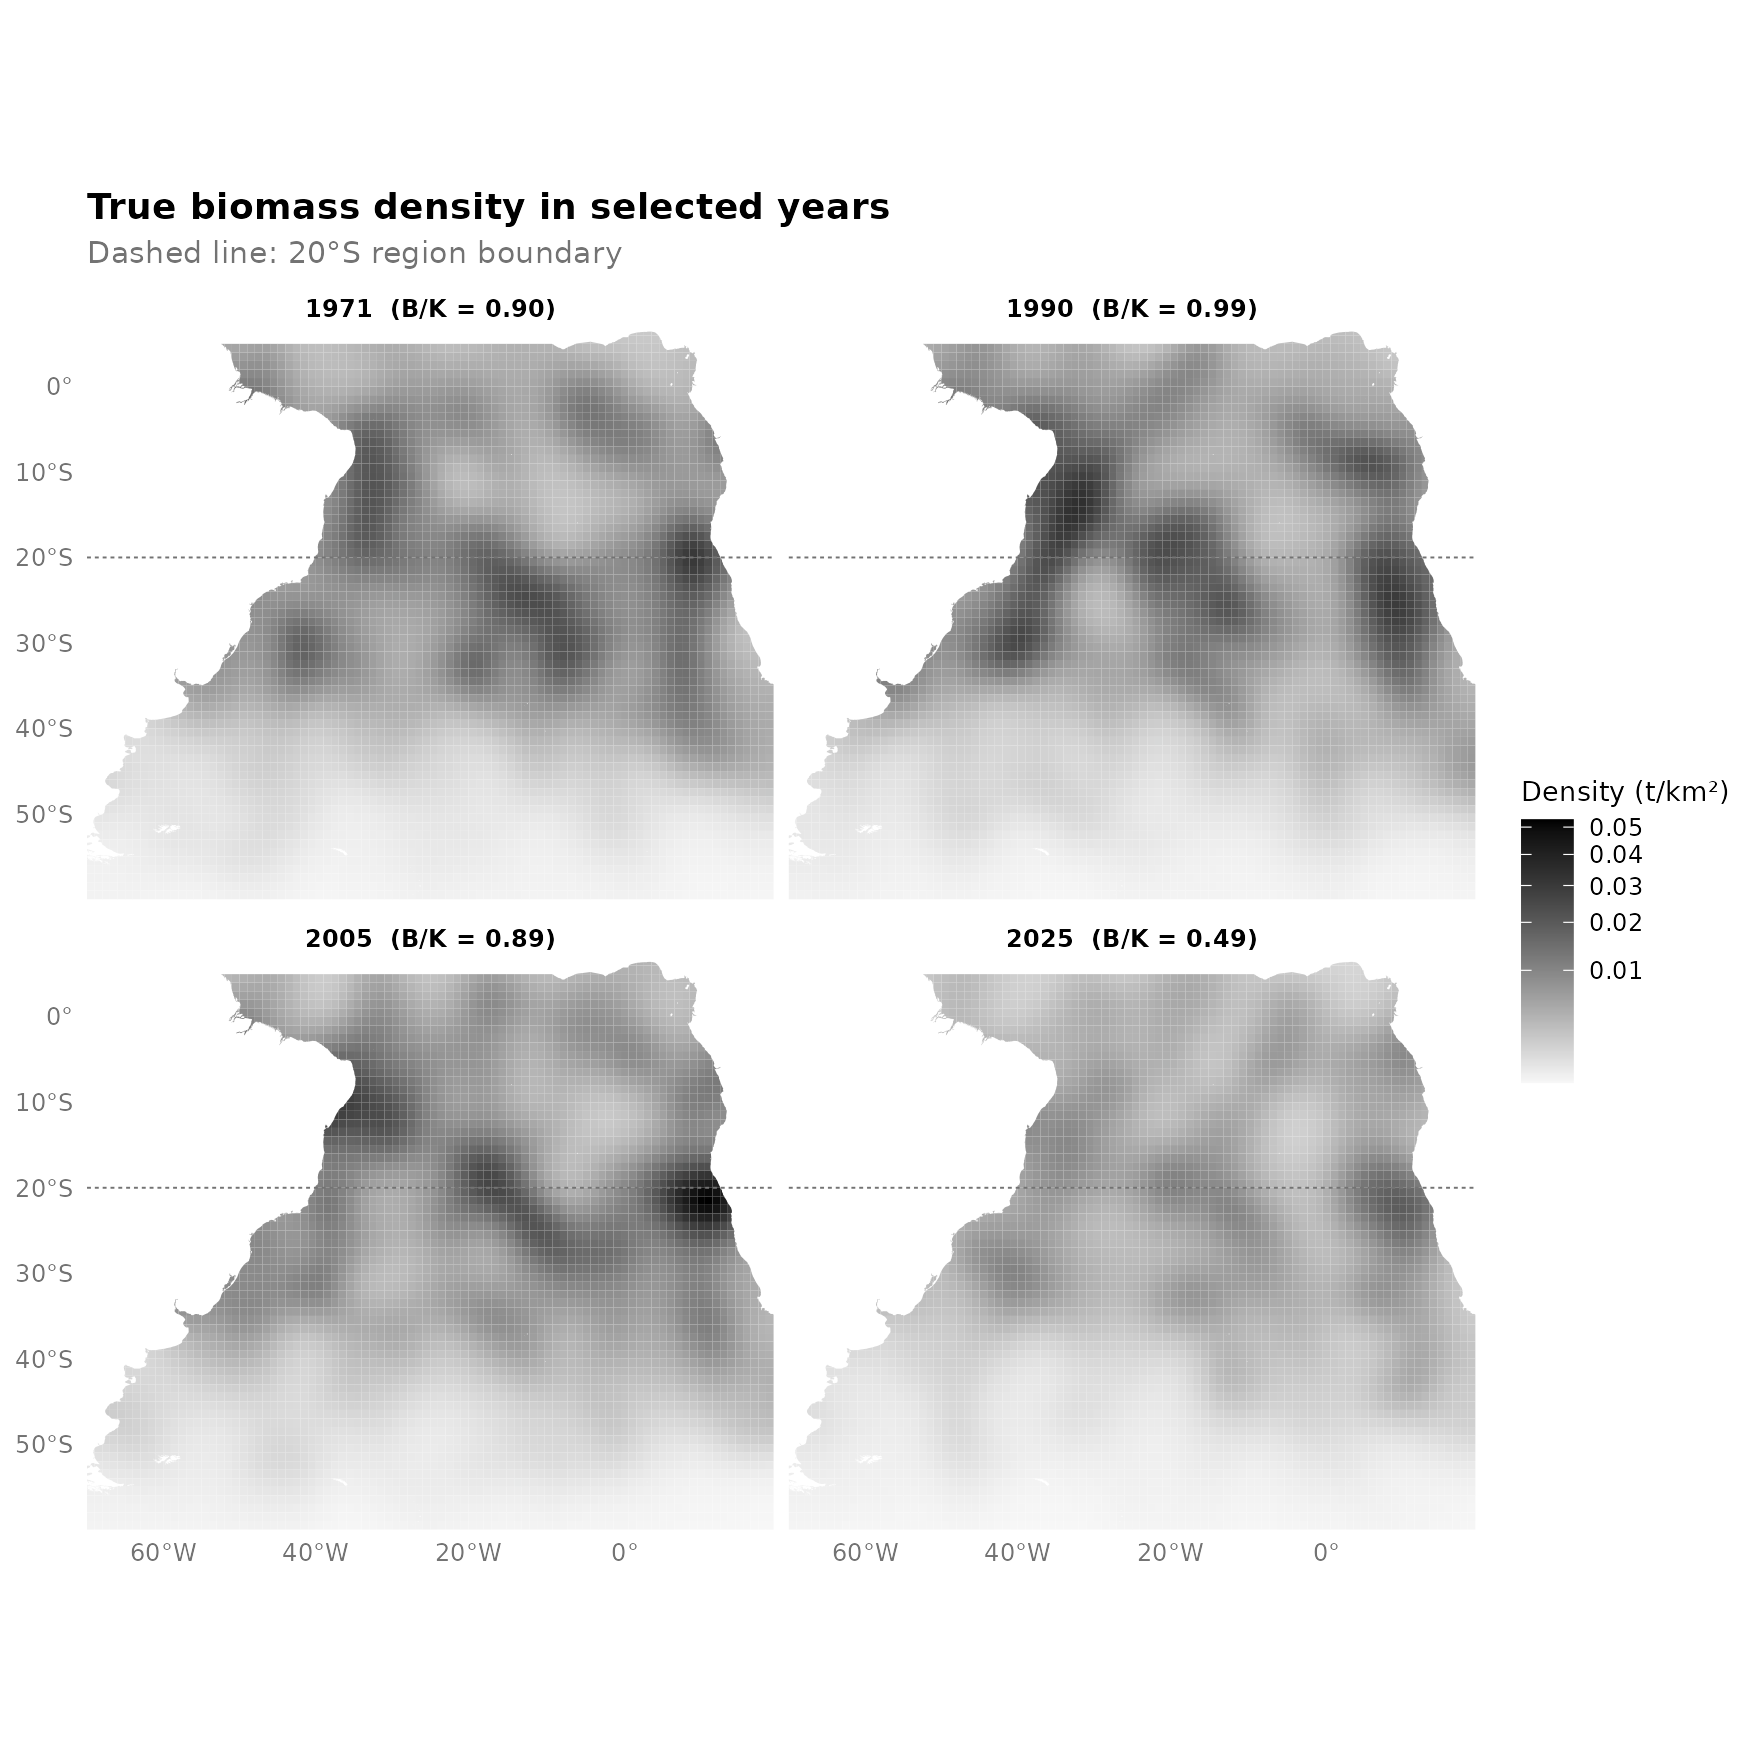 True biomass density in selected years
Dashed line: 20°S region boundary
1971  (B/K = 0.90)
1990  (B/K = 0.99)
0°
10°S
20°S
30°S
40°S
50°S
Density (t/km²)
0.05
0.04
0.03
0.02
0.01
2005  (B/K = 0.89)
2025  (B/K = 0.49)
0°
10°S
20°S
30°S
40°S
50°S
60°W 40°W 20°W 0°
60°W 40°W 20°W 0°